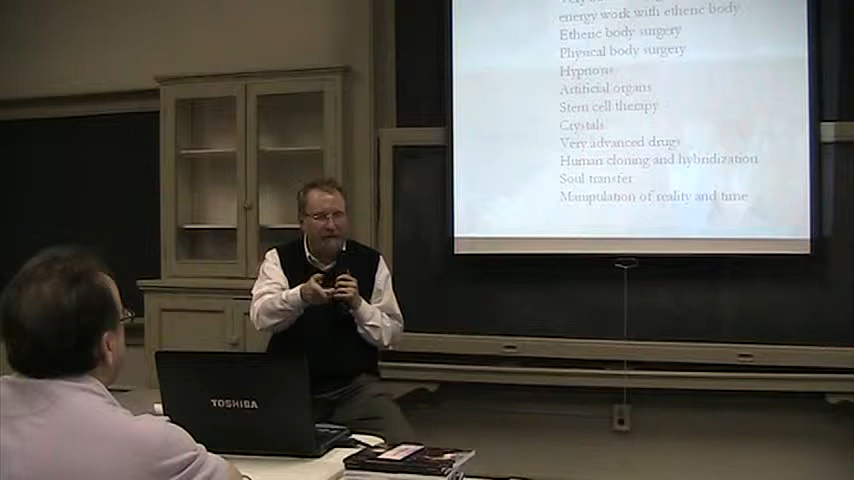 energy work with etheric body
Etheric body surgery
Physical body surgery
Hypnosis
Artificial organs
Stem cell therapy
Crystals
Very advanced drugs
Human cloning and hybridization
Soul transfer
Manipulation of reality and time
TOSHIBA